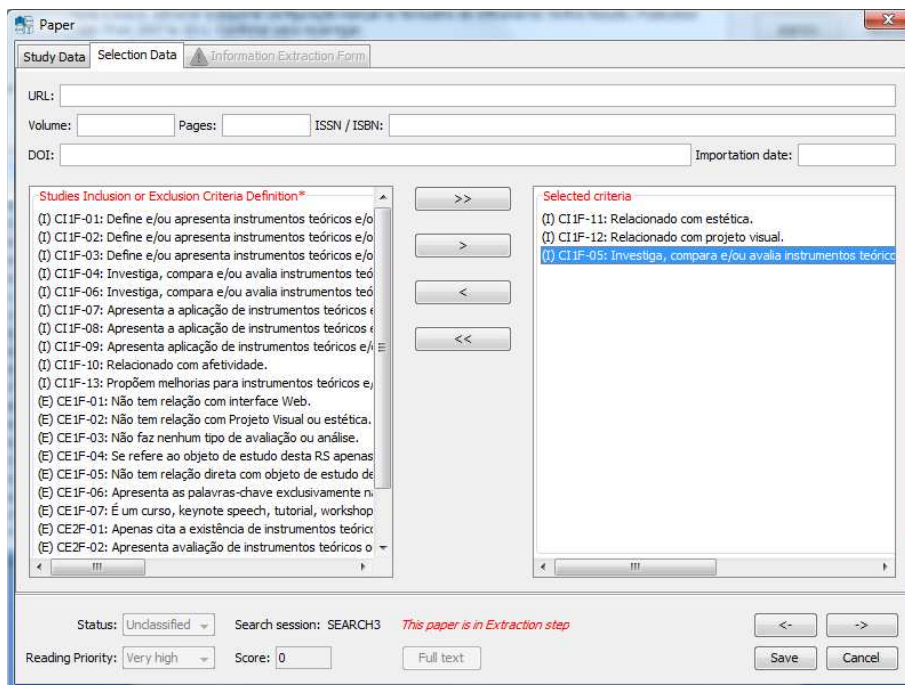 Paper
Study Data Selection Data Information Extraction Form
URL:
Volume: Pages: ISSN / ISBN:
DOI: Importation date:
Studies Inclusion or Exclusion Criteria Definition*
(I) CI1F-01: Define e/ou apresenta instrumentos teóricos e/o
(I) CI1F-02: Define e/ou apresenta instrumentos teóricos e/o
(I) CI1F-03: Define e/ou apresenta instrumentos teóricos e/o
(I) CI1F-04: Investiga, compara e/ou avalia instrumentos teó
(I) CI1F-06: Investiga, compara e/ou avalia instrumentos teó
(I) CI1F-07: Apresenta a aplicação de instrumentos teóricos e
(I) CI1F-08: Apresenta a aplicação de instrumentos teóricos e
(I) CI1F-09: Apresenta aplicação de instrumentos teóricos e/
(I) CI1F-10: Relacionado com afetividade.
(I) CI1F-13: Propõem melhorias para instrumentos teóricos e/
(E) CE1F-01: Não tem relação com interface Web.
(E) CE1F-02: Não tem relação com Projeto Visual ou estética.
(E) CE1F-03: Não faz nenhum tipo de avaliação ou análise.
(E) CE1F-04: Se refere ao objeto de estudo desta RS apenas
(E) CE1F-05: Não tem relação direta com objeto de estudo de
(E) CE1F-06: Apresenta as palavras-chave exclusivamente n
(E) CE1F-07: É um curso, keynote speech, tutorial, workshop
(E) CE2F-01: Apenas cita a existência de instrumentos teóric
(E) CE2F-02: Apresenta avaliação de instrumentos teóricos o
>>
>
<
<<
Selected criteria
(I) CI1F-11: Relacionado com estética.
(I) CI1F-12: Relacionado com projeto visual.
(I) CI1F-05: Investiga, compara e/ou avalia instrumentos teóricc
Status: Unclassified Search session: SEARCH3 This paper is in Extraction step <- ->
Reading Priority: Very high Score: 0 Full text Save Cancel